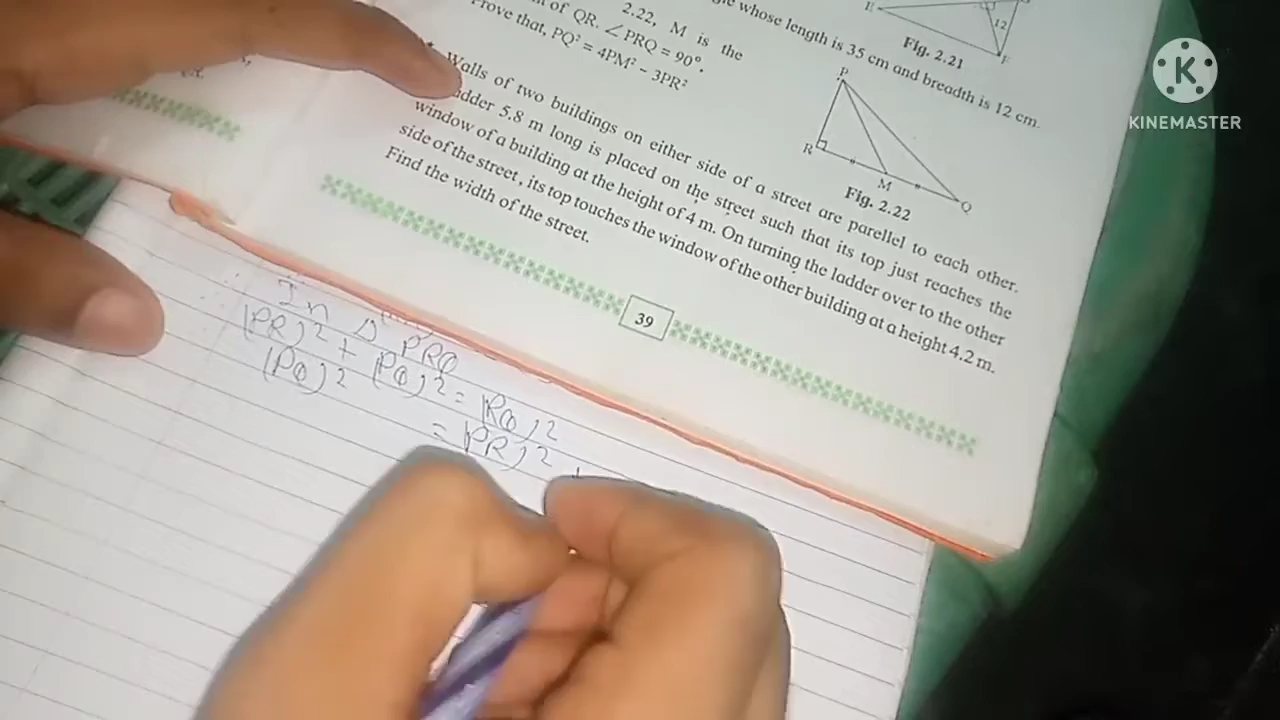 whose length is 35 cm and breadth is 12 cm.
12
F
Fig. 2.21
2.22, M is the
of QR. ∠PRQ = 90°.
Prove that, PQ² = 4PM² − 3PR²
P
R
M
Q
Fig. 2.22
Walls of two buildings on either side of a street are parellel to each other.
5.8 m long is placed on the street such that its top just reaches the
window of a building at the height of 4 m. On turning the ladder over to the other
side of the street, its top touches the window of the other building at a height 4.2 m.
Find the width of the street.
39
In △ PRQ
(PR)² + (PQ)² = (RQ)²
(PQ)² = (PR)² +
K
KINEMASTER